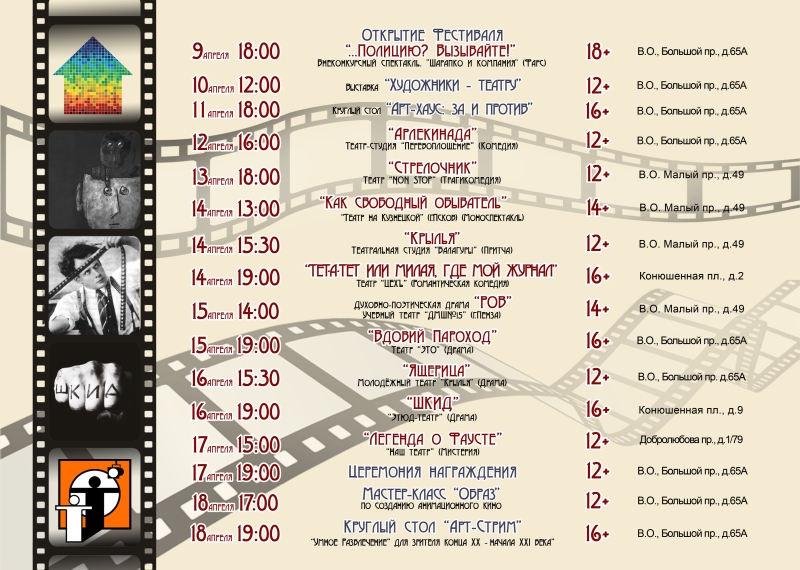 Открытие Фестиваля
9 апреля 18:00 "...Полицию? Вызывайте!" 18+ В.О., Большой пр., д.65А
Внеконкурсный спектакль. "Шарапко и компания" (Фарс)
10 апреля 12:00 Выставка "Художники - театру" 12+ В.О., Большой пр., д.65А
11 апреля 18:00 Круглый стол "Арт-хаус: за и против" 16+ В.О., Большой пр., д.65А
12 апреля 16:00 "Арлекинада" 12+ В.О., Большой пр., д.65А
Театр-студия "Перевоплощение" (Комедия)
13 апреля 18:00 "Стрелочник" 12+ В.О. Малый пр., д.49
Театр "NON STOP" (Трагикомедия)
14 апреля 13:00 "Как свободный обыватель" 14+ В.О., Большой пр., д.65А
"Театр на Кузнецкой" (г.Псков) (Моноспектакль)
14 апреля 15:30 "Крылья" 12+ В.О. Малый пр., д.49
Театральная студия "Балагуры" (Притча)
14 апреля 19:00 "Тета-тет или милая, где мой журнал" 16+ Конюшенная пл., д.2
Театр "Цехъ" (Романтическая комедия)
15 апреля 14:00 духовно-поэтическая драма "РОВ" 14+ В.О. Малый пр., д.49
Учебный театр "ДМШ№15" (г.Пенза)
15 апреля 19:00 "Вдовий Пароход" 16+ В.О., Большой пр., д.65А
Театр "Это" (Драма)
16 апреля 15:30 "Ящерица" 12+ В.О., Большой пр. д.65А
Молодёжный театр "Крылья" (Драма)
ШКИД
16 апреля 19:00 "ШКИД" 16+ Конюшенная пл., д.9
"Этюд-театр" (Драма)
17 апреля 15:00 "Легенда о Фаусте" 12+ Добролюбова пр., д.1/79
"Наш театр" (Мистерия)
17 апреля 19:00 Церемония награждения 12+ В.О., Большой пр., д.65А
18 апреля 17:00 Мастер-класс "Образ" 12+ В.О., Большой пр., д.65А
по созданию анимационного кино
18 апреля 19:00 Круглый стол "Арт-Стрим" 16+ В.О., Большой пр., д.65А
"Умное Развлечение" для зрителя конца XX - начала XXI века"